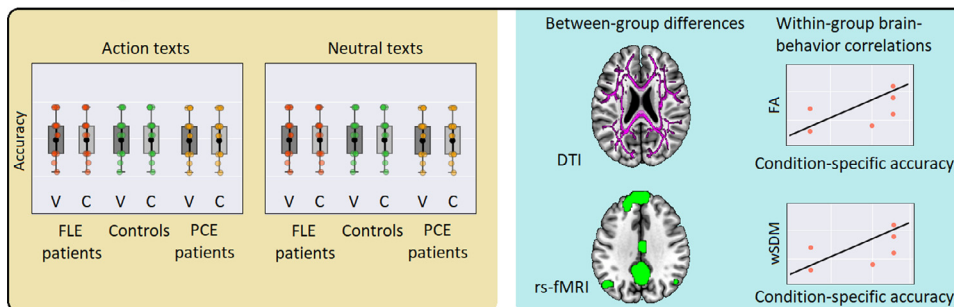 Action texts
Neutral texts
Accuracy
V C V C V C
V C V C V C
FLE patients
Controls
PCE patients
FLE patients
Controls
PCE patients
Between-group differences
DTI
rs-fMRI
Within-group brain-
behavior correlations
FA
Condition-specific accuracy
wSDM
Condition-specific accuracy